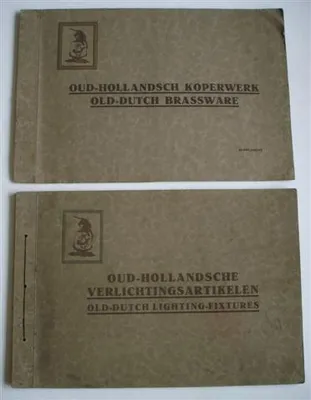 OUD-HOLLANDSCH KOPERWERK
OLD-DUTCH BRASSWARE
OUD-HOLLANDSCHE
VERLICHTINGSARTIKELEN
OLD-DUTCH LIGHTING-FIXTURES